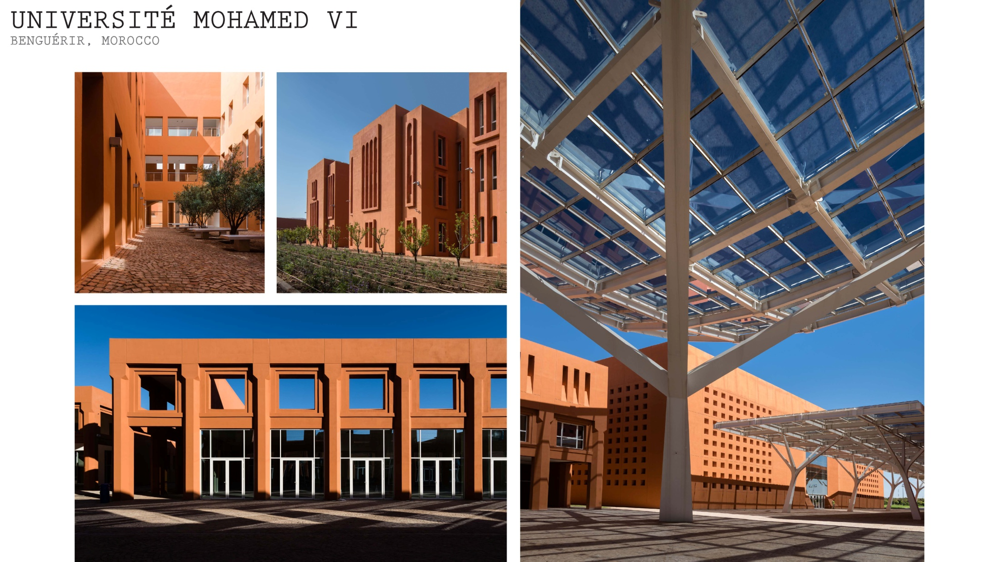 UNIVERSITÉ MOHAMED VI
BENGUÉRIR, MOROCCO